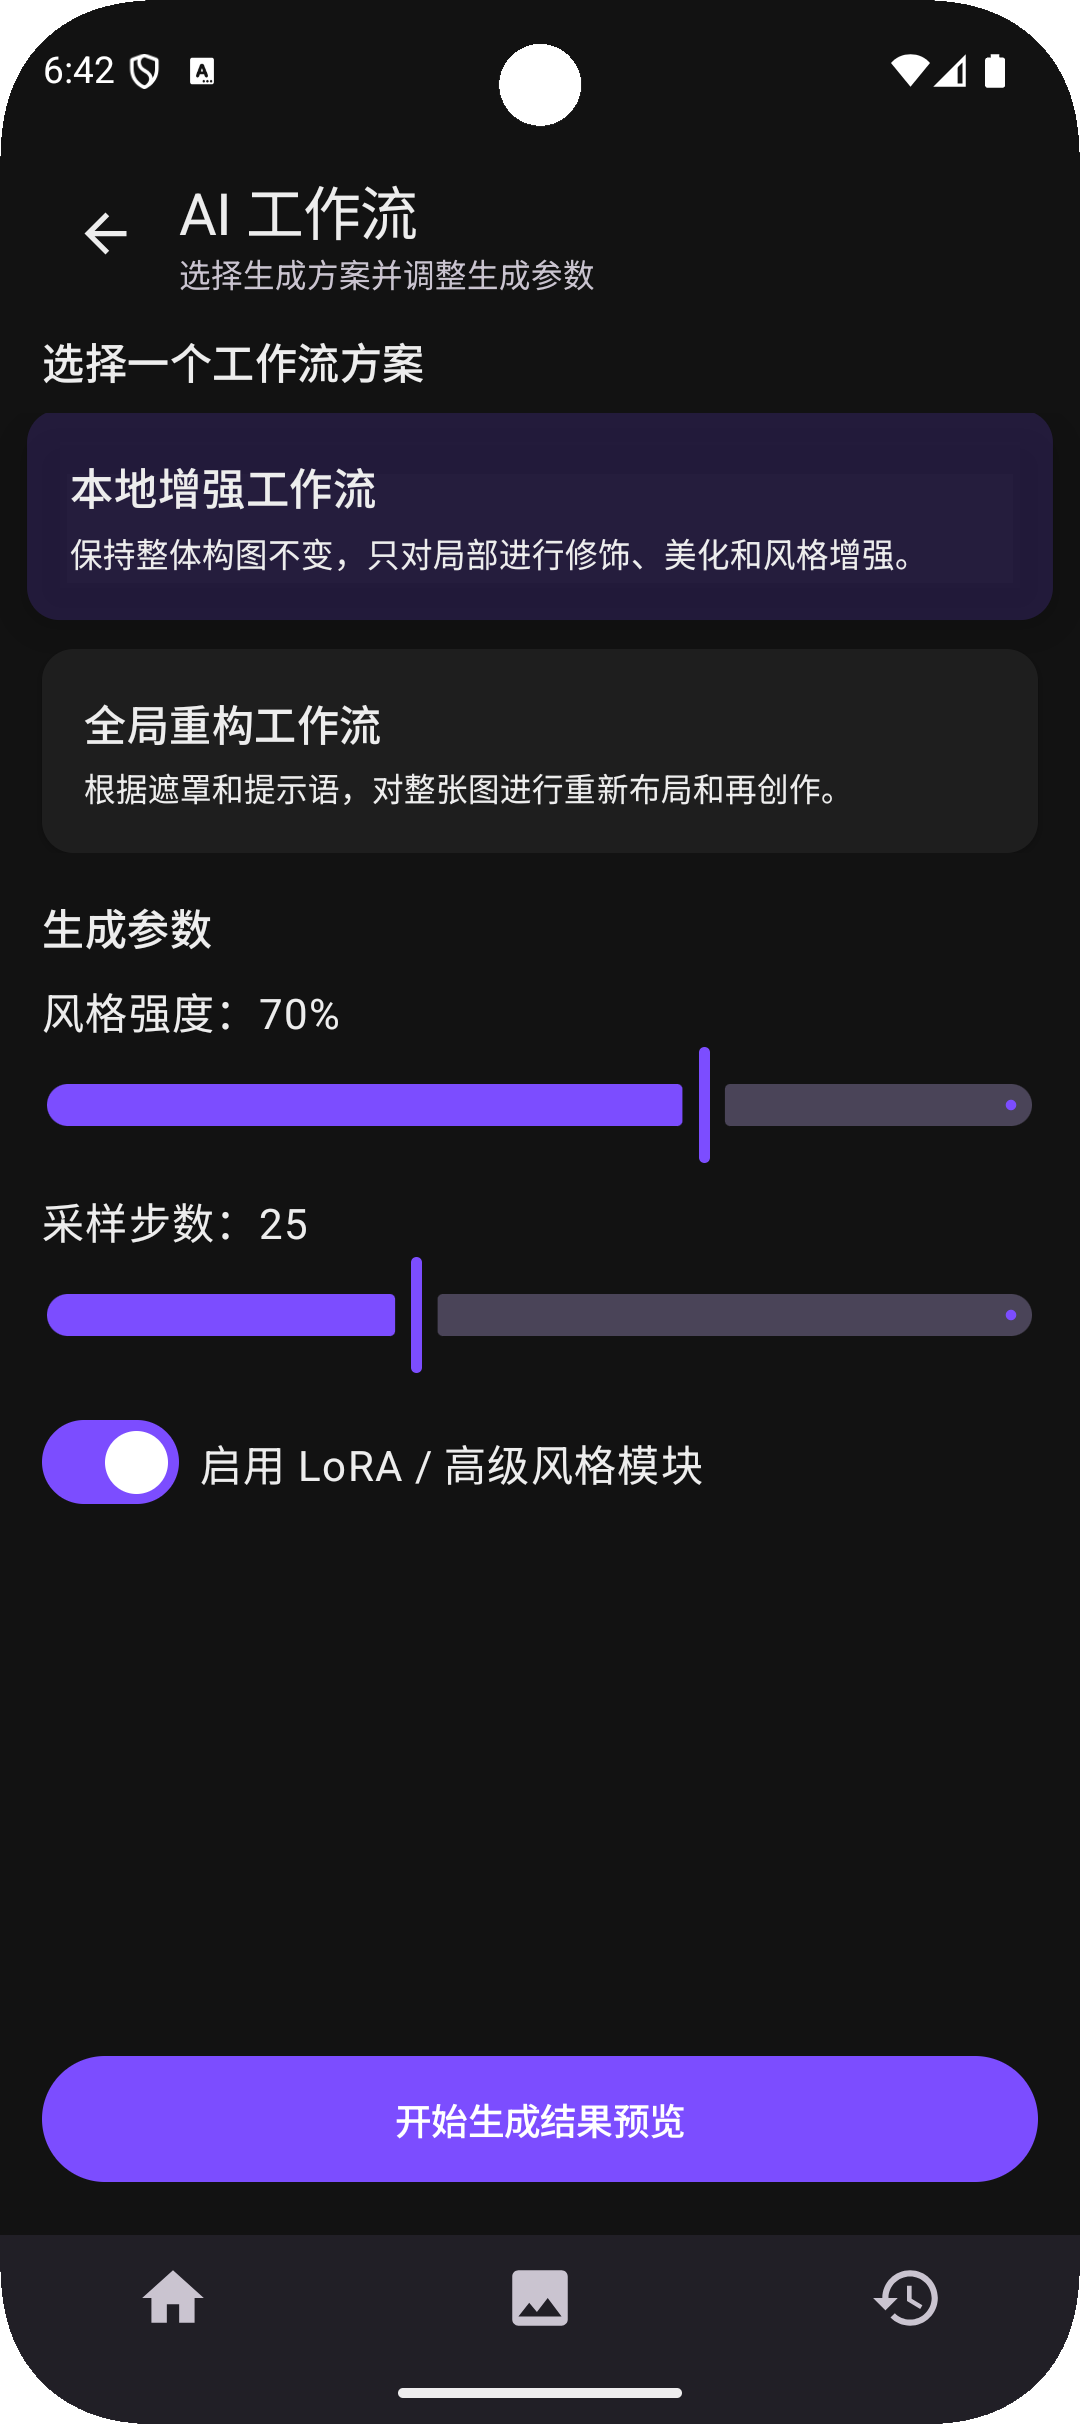 6:42
AI 工作流
选择生成方案并调整生成参数
选择一个工作流方案
本地增强工作流
保持整体构图不变，只对局部进行修饰、美化和风格增强。
全局重构工作流
根据遮罩和提示语，对整张图进行重新布局和再创作。
生成参数
风格强度：70%
采样步数：25
启用 LoRA / 高级风格模块
开始生成结果预览